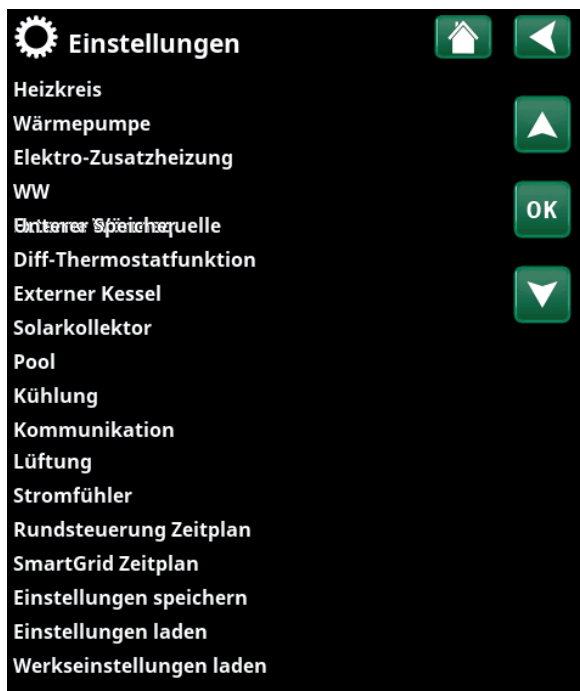 Einstellungen
Heizkreis
Wärmepumpe
Elektro-Zusatzheizung
WW
OK
Diff-Thermostatfunktion
Externer Kessel
Solarkollektor
Pool
Kühlung
Kommunikation
Lüftung
Stromfühler
Rundsteuerung Zeitplan
SmartGrid Zeitplan
Einstellungen speichern
Einstellungen laden
Werkseinstellungen laden